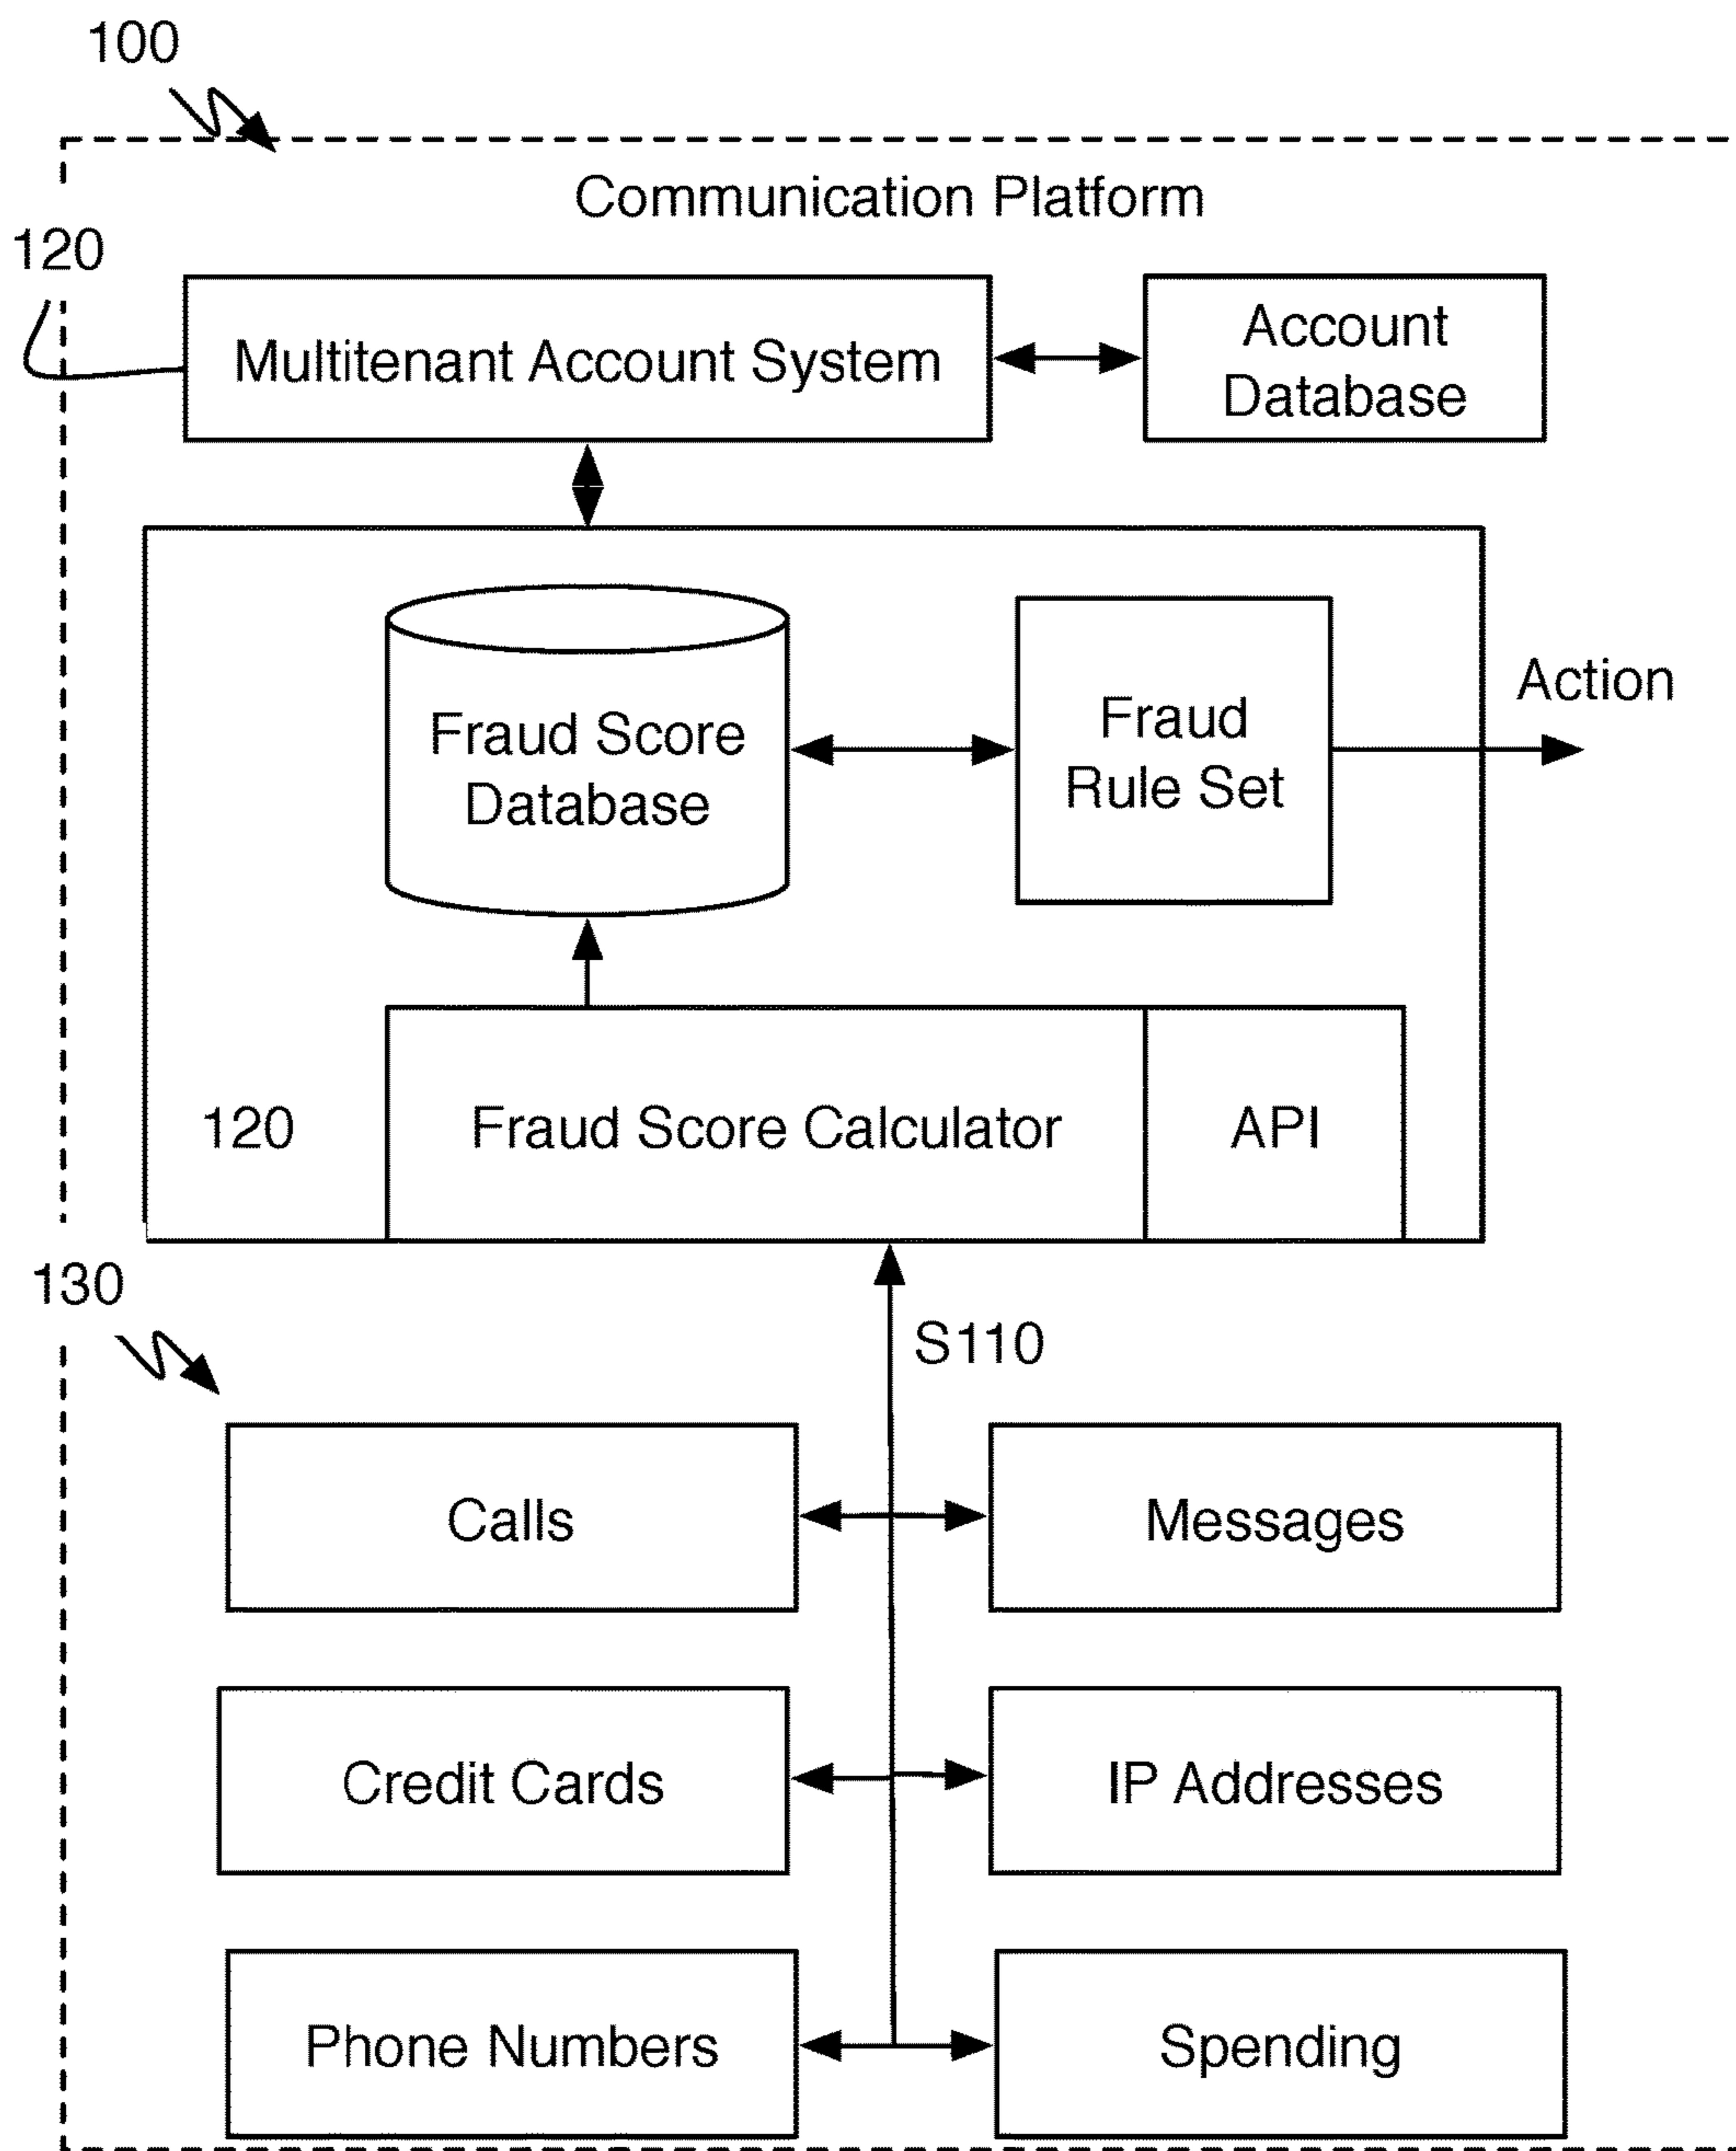 100
Communication Platform
120
Multitenant Account System
Account
Database
Fraud Score
Database
Fraud
Rule Set
Action
120
Fraud Score Calculator
API
130
S110
Calls
Messages
Credit Cards
IP Addresses
Phone Numbers
Spending